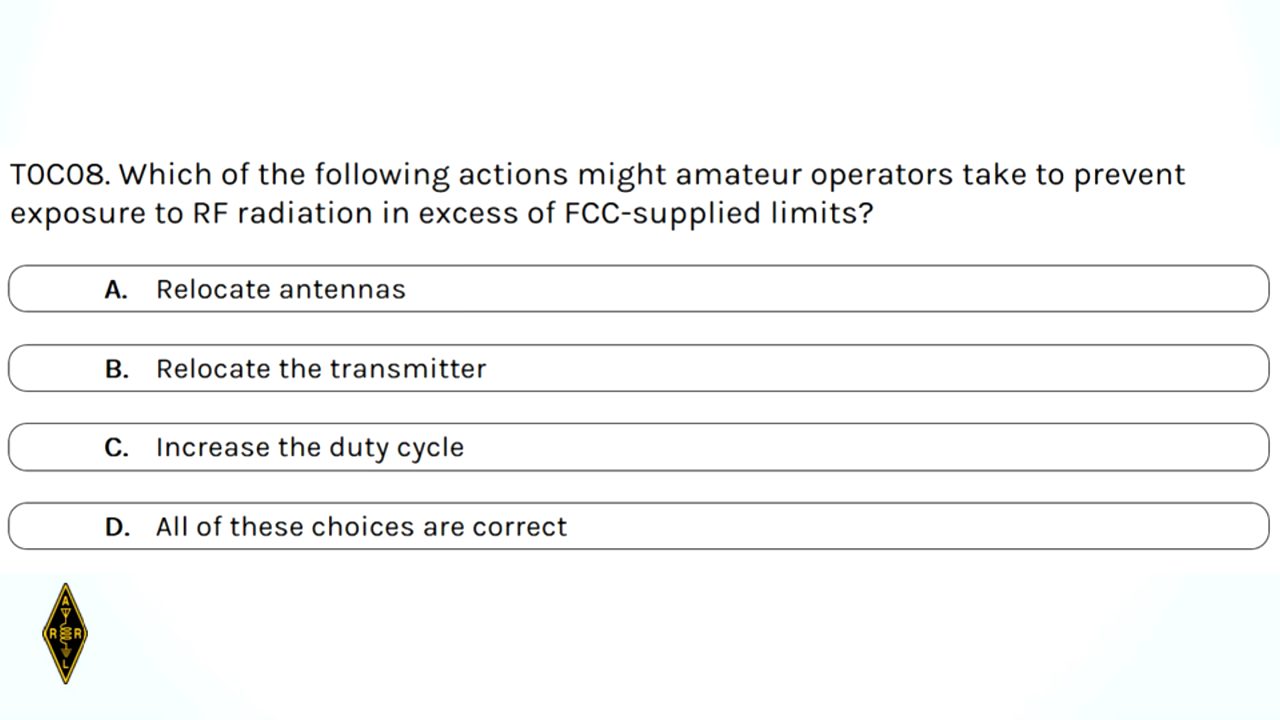 T0C08. Which of the following actions might amateur operators take to prevent
exposure to RF radiation in excess of FCC-supplied limits?
A. Relocate antennas
B. Relocate the transmitter
C. Increase the duty cycle
D. All of these choices are correct
A
R R
L